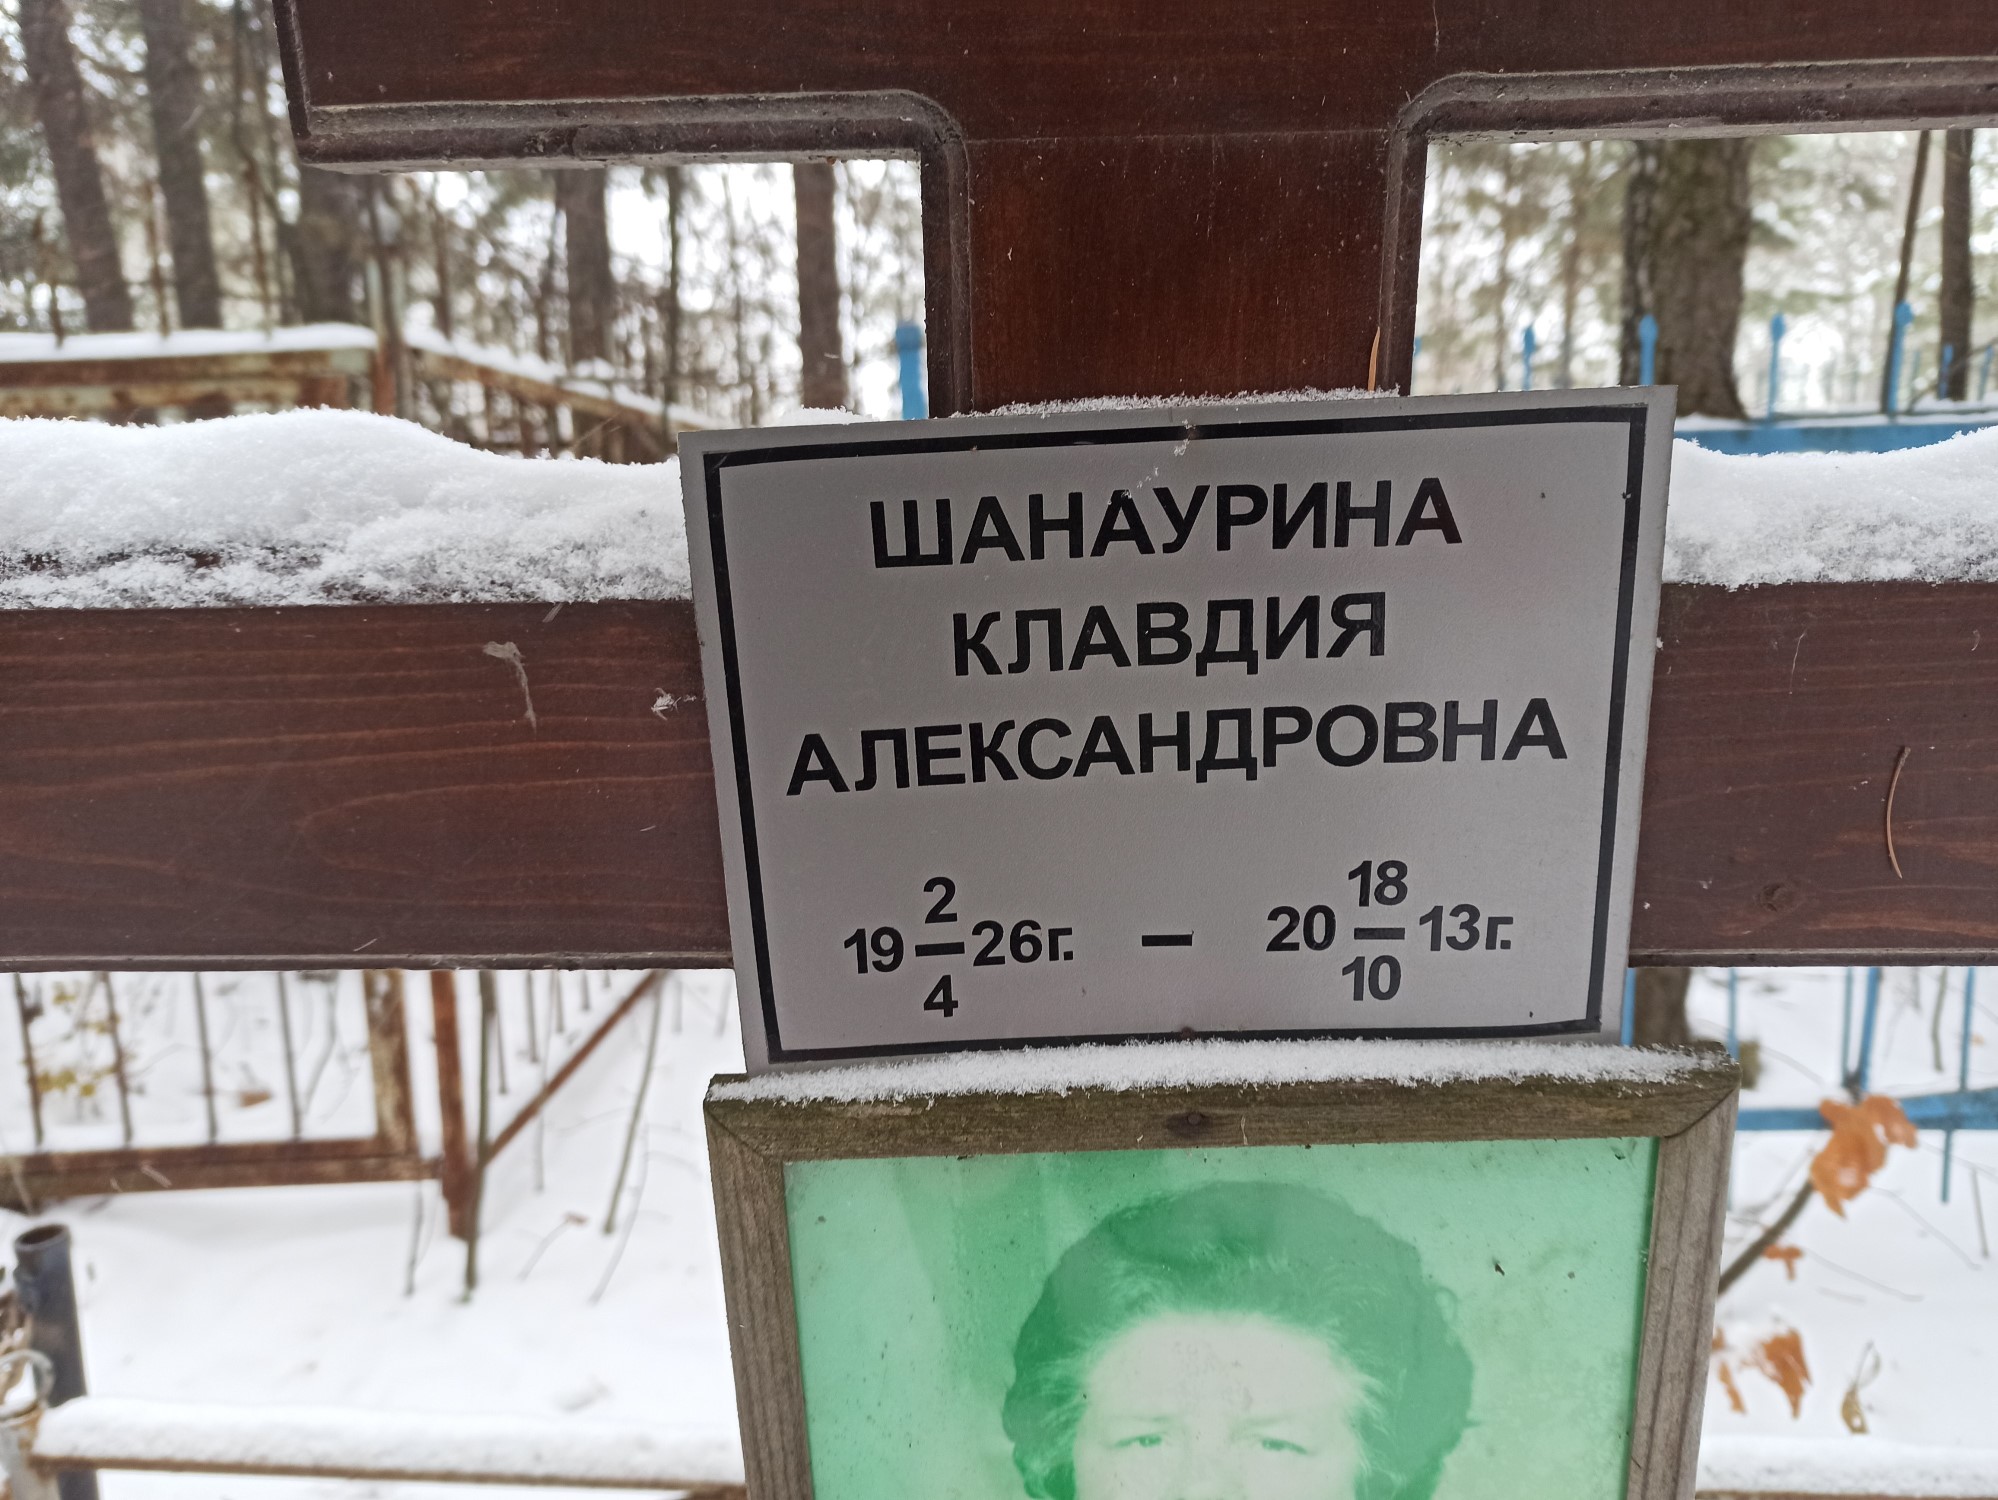 ШАНАУРИНА
КЛАВДИЯ
АЛЕКСАНДРОВНА
19 2/4 26г. — 20 18/10 13г.